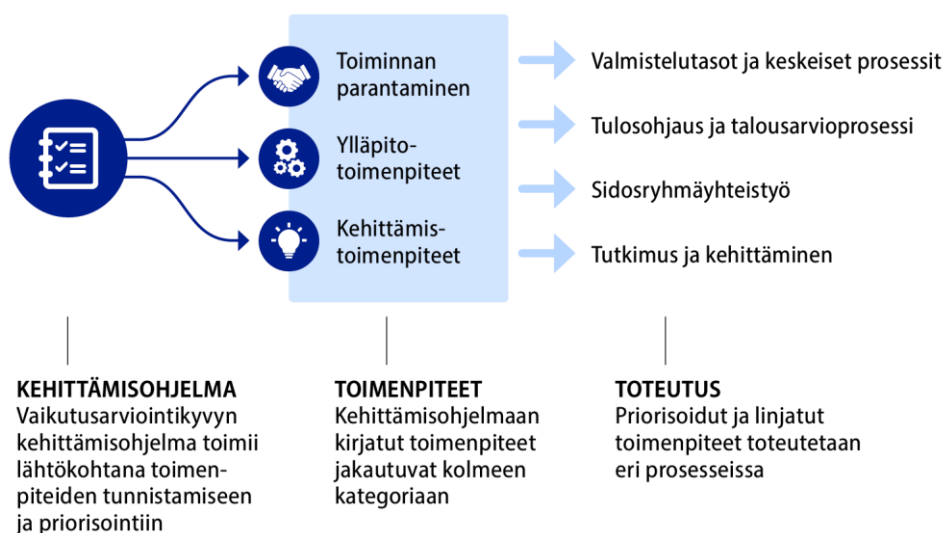 Toiminnan
parantaminen
Ylläpito-
toimenpiteet
Kehittämis-
toimenpiteet
Valmistelutasot ja keskeiset prosessit
Tulosohjaus ja talousarvioprosessi
Sidosryhmäyhteistyö
Tutkimus ja kehittäminen
KEHITTÄMISOHJELMA
Vaikutusarviointikyvyn
kehittämisohjelma toimii
lähtökohtana toimen-
piteiden tunnistamiseen
ja priorisointiin
TOIMENPITEET
Kehittämisohjelmaan
kirjatut toimenpiteet
jakautuvat kolmeen
kategoriaan
TOTEUTUS
Priorisoidut ja linjatut
toimenpiteet toteutetaan
eri prosesseissa